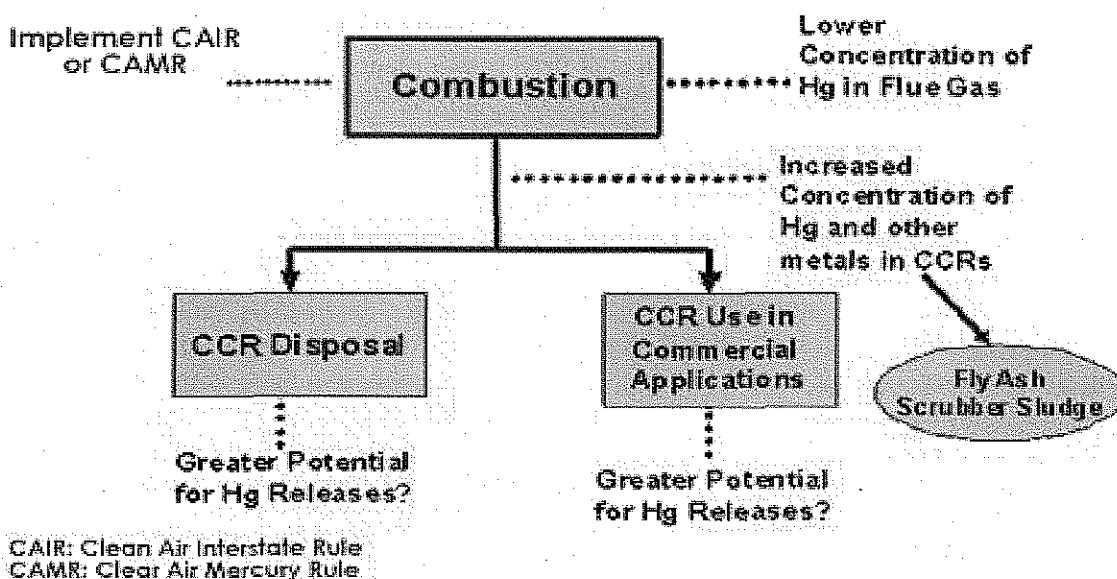 Implement CAIR
or CAMR
Combustion
Lower
Concentration of
Hg in Flue Gas
Increased
Concentration of
Hg and other
metals in CCRs
CCR Disposal
CCR Use in
Commercial
Applications
Fly Ash
Scrubber Sludge
Greater Potential
for Hg Releases?
Greater Potential
for Hg Releases?
CAIR: Clean Air Interstate Rule
CAMR: Clear Air Mercury Rule